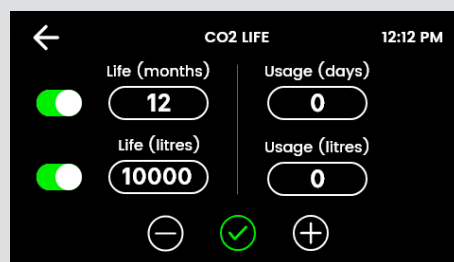 CO2 LIFE 12:12 PM
Life (months) Usage (days)
12 0
Life (litres) Usage (litres)
10000 0